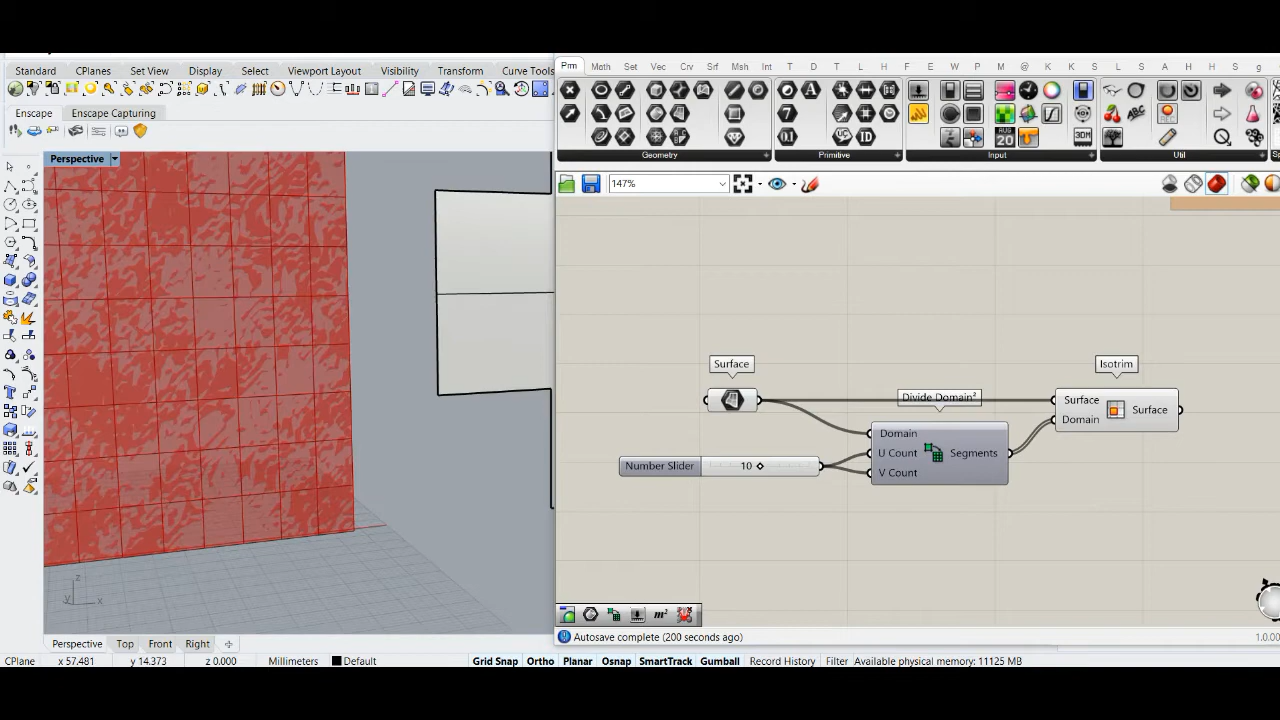 Standard CPlanes Set View Display Select Viewport Layout Visibility Transform Curve Tools
Enscape Enscape Capturing
Perspective
Perspective Top Front Right
CPlane x 57.481 y 14.373 z 0.000 Millimeters Default Grid Snap Ortho Planar Osnap SmartTrack Gumball Record History Filter Available physical memory: 11125 MB
z
y x
Prm Math Set Vec Crv Srf Msh Int T D T L H F E W P M @ K K S L S A H H S g
Geometry Primitive Input Util
147%
Surface
Isotrim
Divide Domain²
Surface
Domain
Surface
Domain
U Count
V Count
Segments
Number Slider 10
Autosave complete (200 seconds ago)